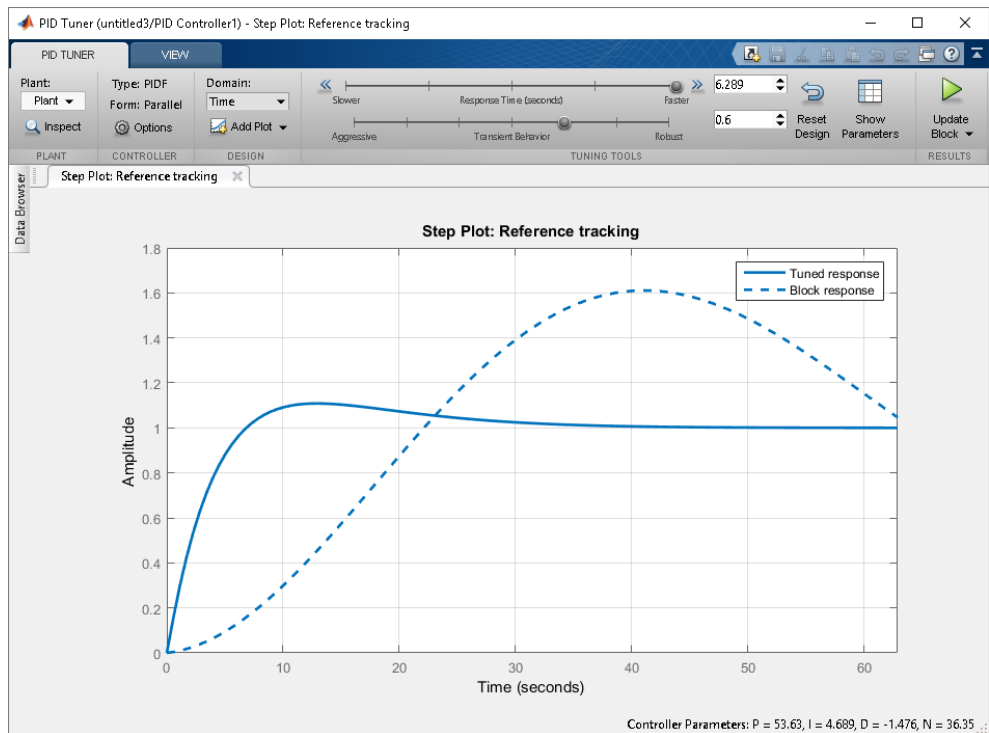 PID Tuner (untitled3/PID Controller1) - Step Plot: Reference tracking
PID TUNER VIEW
Plant: Type: PIDF Domain:
Plant Form: Parallel Time
Inspect Options Add Plot
Slower Response Time (seconds) Faster 6.289
Aggressive Transient Behavior Robust 0.6
Reset Design
Show Parameters
Update Block
PLANT CONTROLLER DESIGN TUNING TOOLS RESULTS
Data Browser
Step Plot: Reference tracking
Step Plot: Reference tracking
Tuned response
Block response
Amplitude
1.8
1.6
1.4
1.2
1
0.8
0.6
0.4
0.2
0
0 10 20 30 40 50 60
Time (seconds)
Controller Parameters: P = 53.63, I = 4.689, D = -1.476, N = 36.35